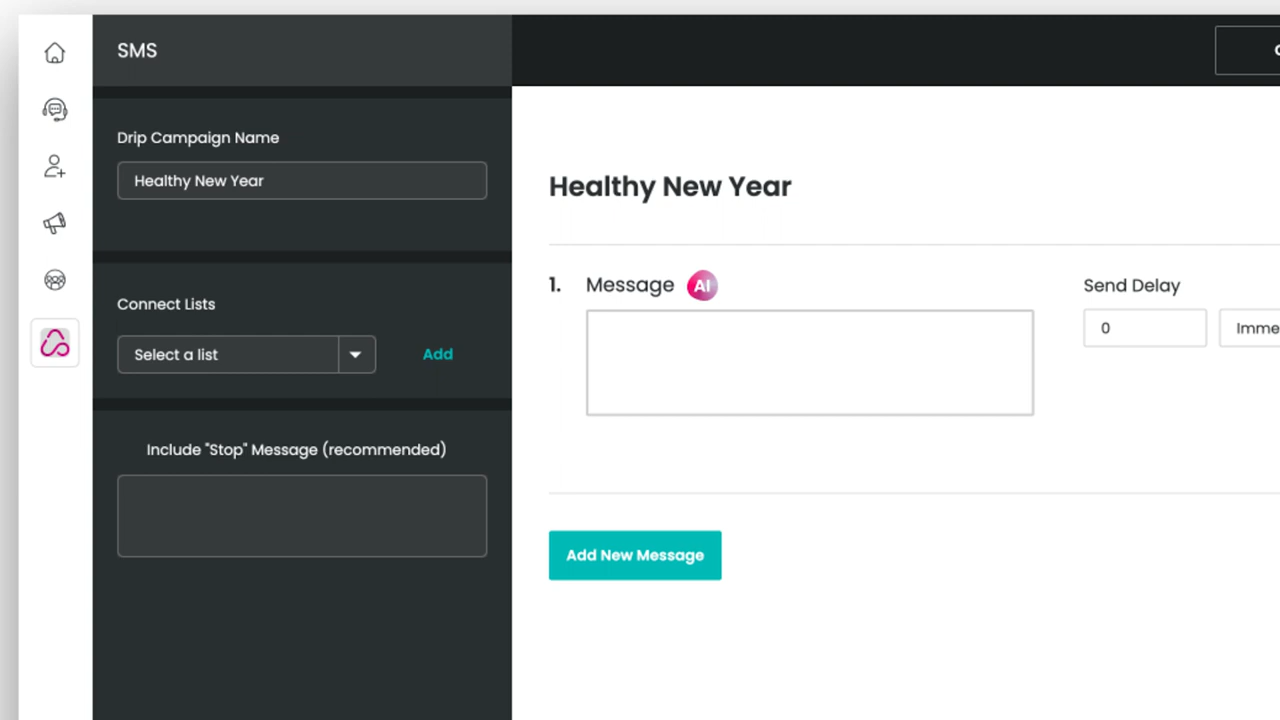 SMS
Drip Campaign Name
Healthy New Year
Connect Lists
Select a list
Add
Include "Stop" Message (recommended)
Healthy New Year
1. Message AI
Send Delay
0
Imme
Add New Message